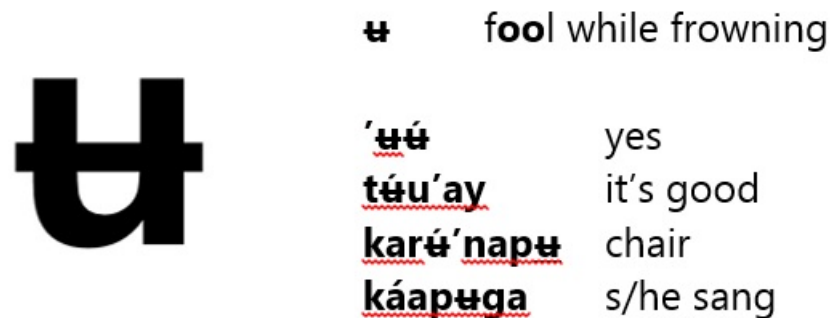 ʉ
ʉ fool while frowning
’ʉʉ́ yes
tʉ́u’ay it’s good
karʉ́’napʉ chair
káapʉga s/he sang